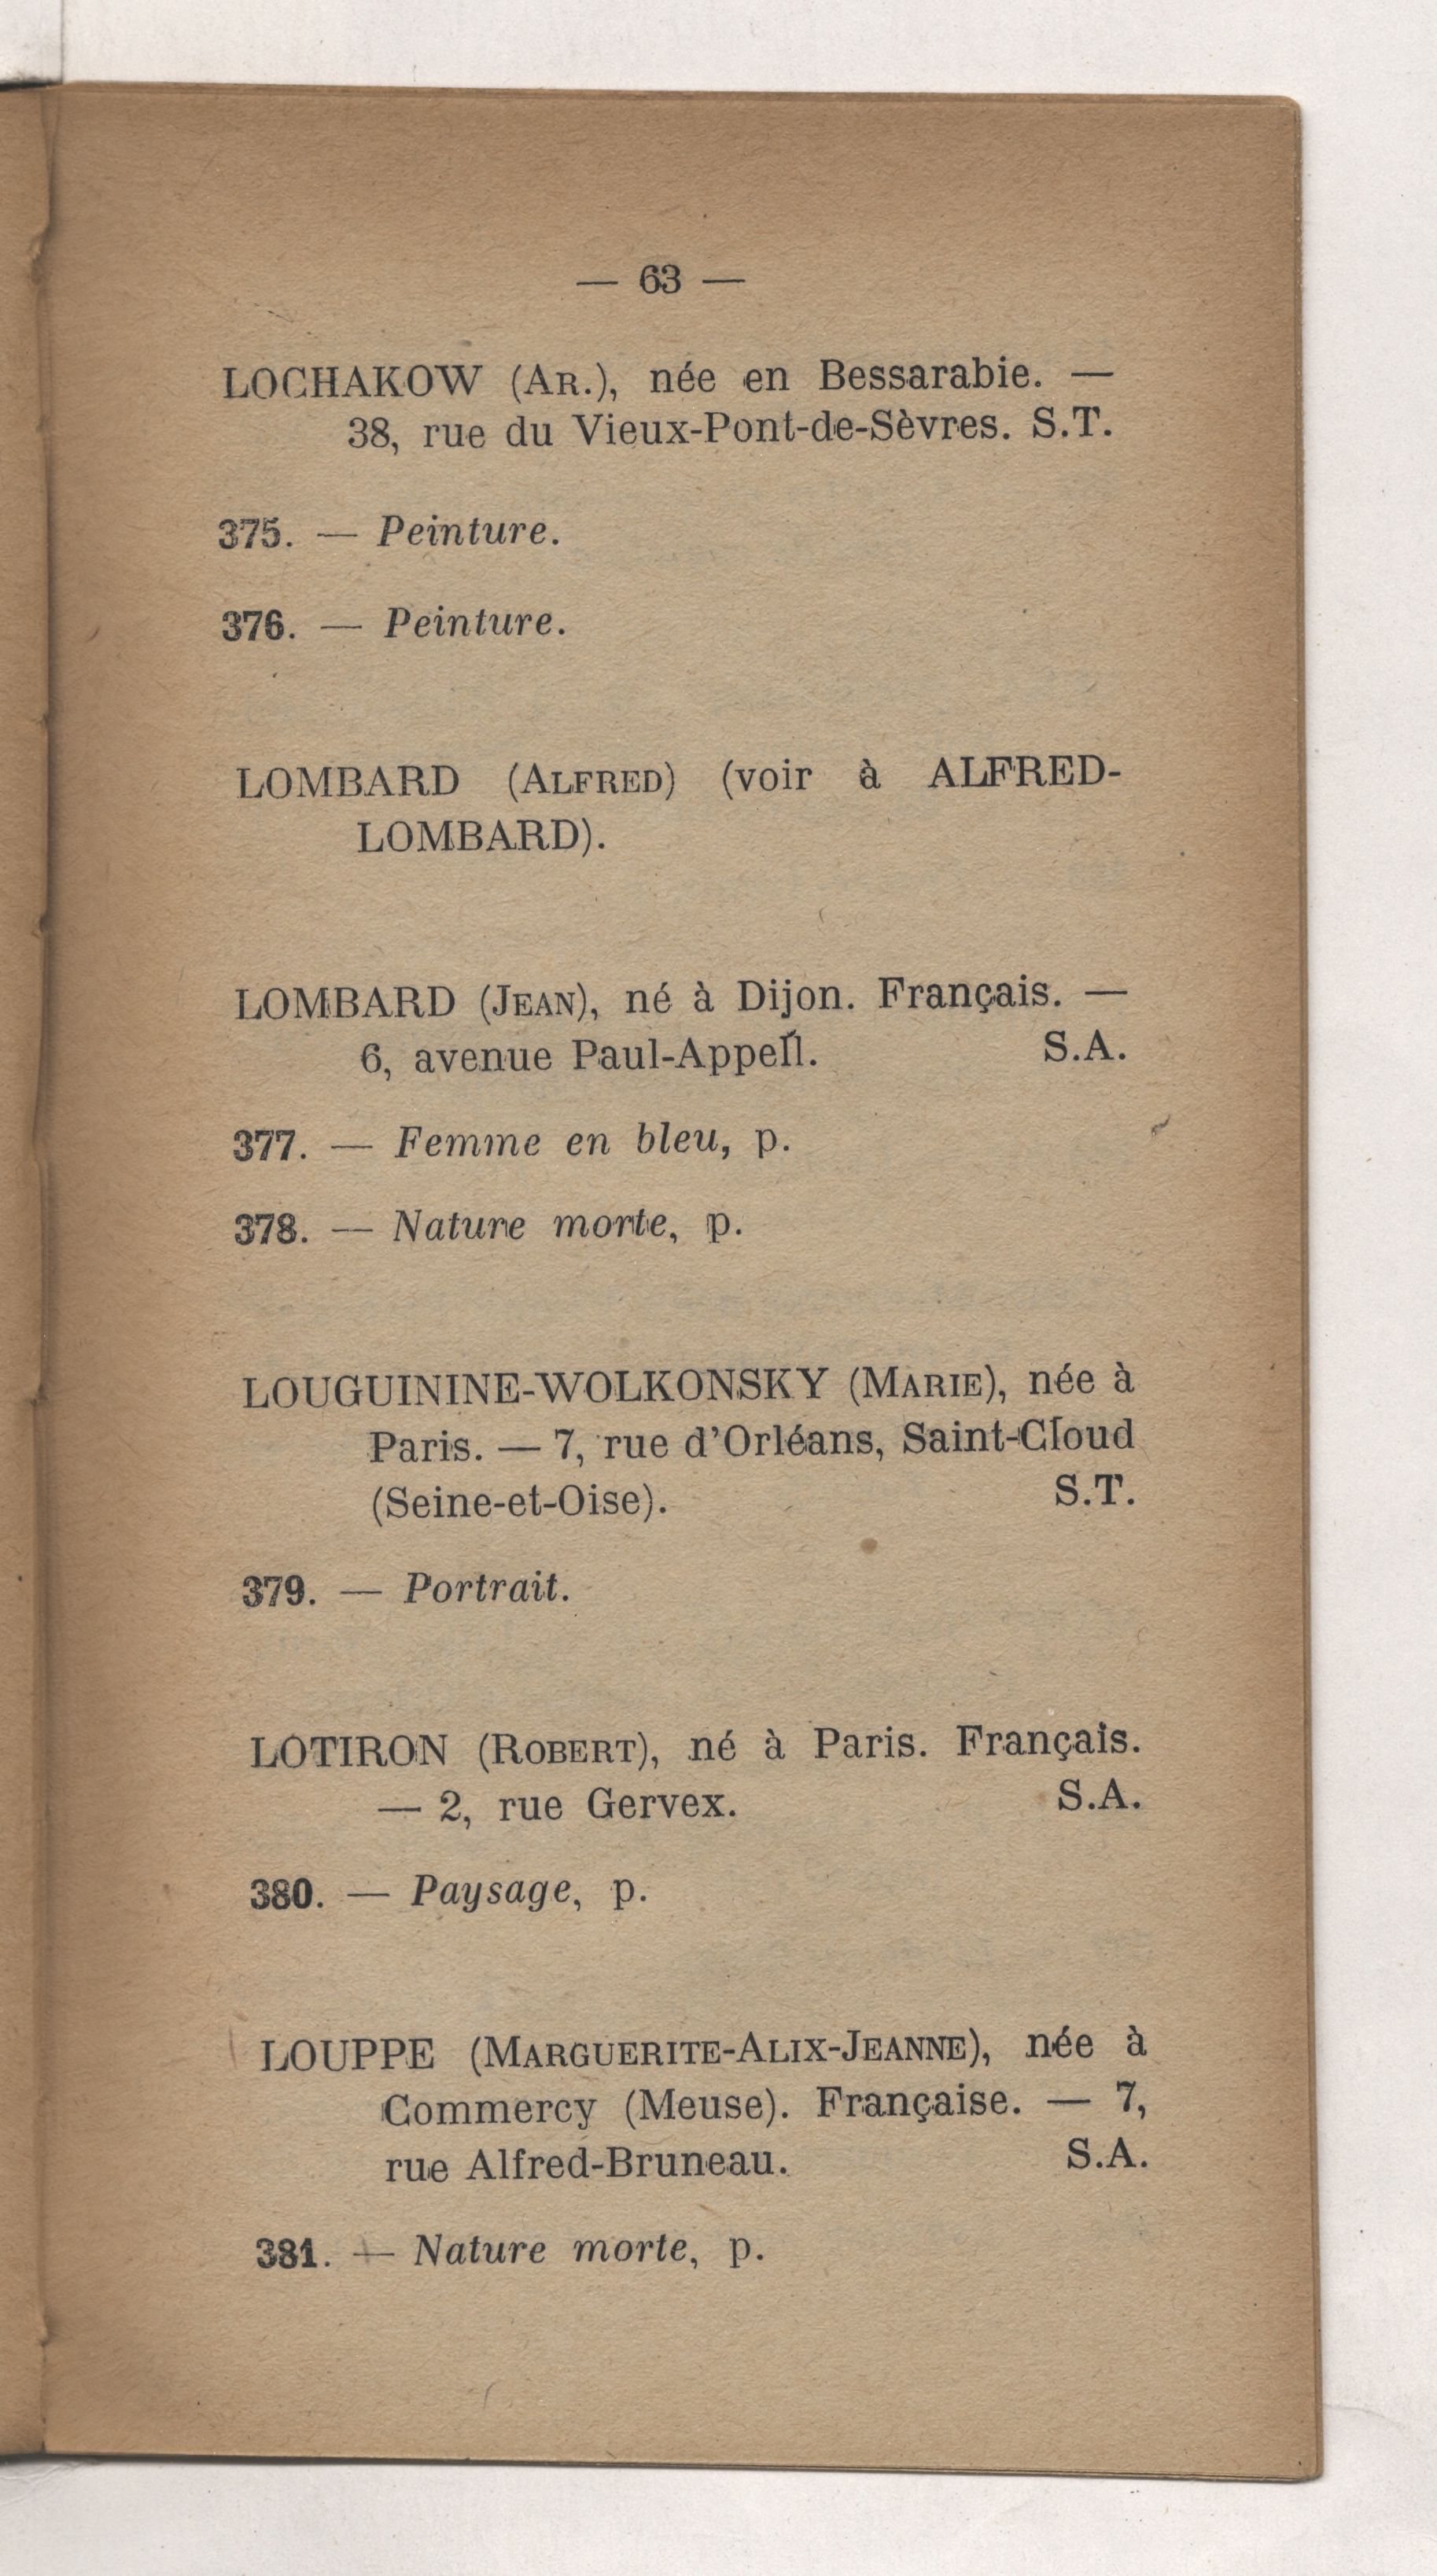 — 63 —
LOCHAKOW (AR.), née en Bessarabie. —
38, rue du Vieux-Pont-de-Sèvres. S.T.
375. — Peinture.
376. — Peinture.
LOMBARD (ALFRED) (voir à ALFRED-
LOMBARD).
LOMBARD (JEAN), né à Dijon. Français. —
6, avenue Paul-Appell. S.A.
377. — Femme en bleu, p.
378. — Nature morte, p.
LOUGUININE-WOLKONSKY (MARIE), née à
Paris. — 7, rue d'Orléans, Saint-Cloud
(Seine-et-Oise). S.T.
379. — Portrait.
LOTIRON (ROBERT), né à Paris. Français.
— 2, rue Gervex. S.A.
380. — Paysage, p.
LOUPPE (MARGUERITE-ALIX-JEANNE), née à
Commercy (Meuse). Française. — 7,
rue Alfred-Bruneau. S.A.
381. — Nature morte, p.